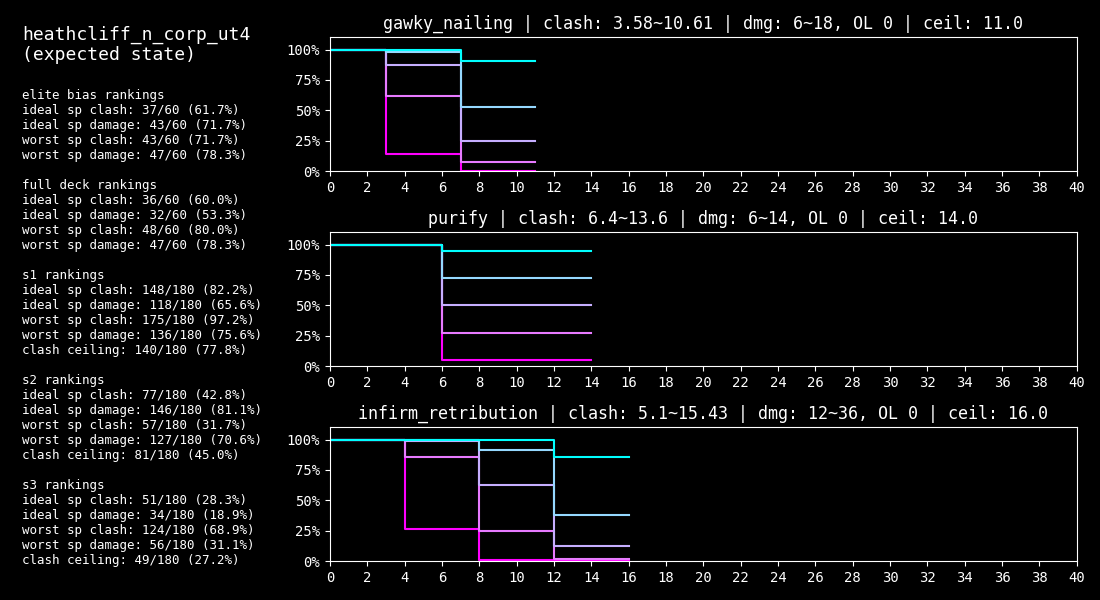 heathcliff_n_corp_ut4
(expected state)
elite bias rankings
ideal sp clash: 37/60 (61.7%)
ideal sp damage: 43/60 (71.7%)
worst sp clash: 43/60 (71.7%)
worst sp damage: 47/60 (78.3%)
full deck rankings
ideal sp clash: 36/60 (60.0%)
ideal sp damage: 32/60 (53.3%)
worst sp clash: 48/60 (80.0%)
worst sp damage: 47/60 (78.3%)
s1 rankings
ideal sp clash: 148/180 (82.2%)
ideal sp damage: 118/180 (65.6%)
worst sp clash: 175/180 (97.2%)
worst sp damage: 136/180 (75.6%)
clash ceiling: 140/180 (77.8%)
s2 rankings
ideal sp clash: 77/180 (42.8%)
ideal sp damage: 146/180 (81.1%)
worst sp clash: 57/180 (31.7%)
worst sp damage: 127/180 (70.6%)
clash ceiling: 81/180 (45.0%)
s3 rankings
ideal sp clash: 51/180 (28.3%)
ideal sp damage: 34/180 (18.9%)
worst sp clash: 124/180 (68.9%)
worst sp damage: 56/180 (31.1%)
clash ceiling: 49/180 (27.2%)
gawky_nailing | clash: 3.58~10.61 | dmg: 6~18, OL 0 | ceil: 11.0
100%
75%
50%
25%
0%
0 2 4 6 8 10 12 14 16 18 20 22 24 26 28 30 32 34 36 38 40
purify | clash: 6.4~13.6 | dmg: 6~14, OL 0 | ceil: 14.0
100%
75%
50%
25%
0%
0 2 4 6 8 10 12 14 16 18 20 22 24 26 28 30 32 34 36 38 40
infirm_retribution | clash: 5.1~15.43 | dmg: 12~36, OL 0 | ceil: 16.0
100%
75%
50%
25%
0%
0 2 4 6 8 10 12 14 16 18 20 22 24 26 28 30 32 34 36 38 40